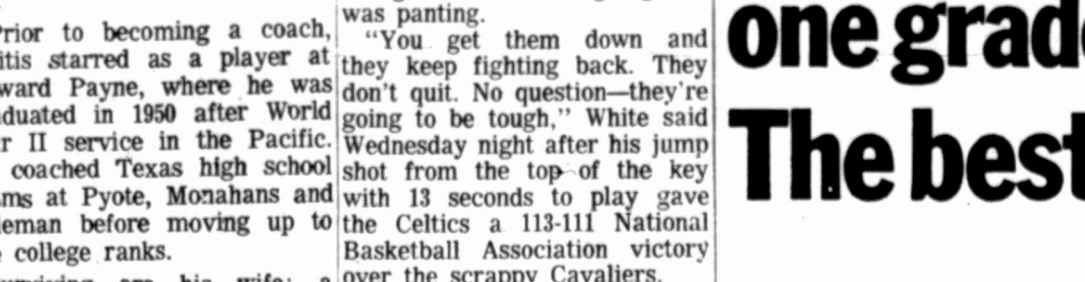 Prior to becoming a coach,
starred as a player at
Payne, where he was
in 1950 after World
II service in the Pacific.
coached Texas high school
at Pyote, Monahans and
before moving up to
college ranks.
his wife; a
was panting.
"You get them down and
they keep fighting back. They
don't quit. No question—they're
going to be tough," White said
Wednesday night after his jump
shot from the top of the key
with 13 seconds to play gave
the Celtics a 113-111 National
Basketball Association victory
over the scrappy Cavaliers.
one grade
The best